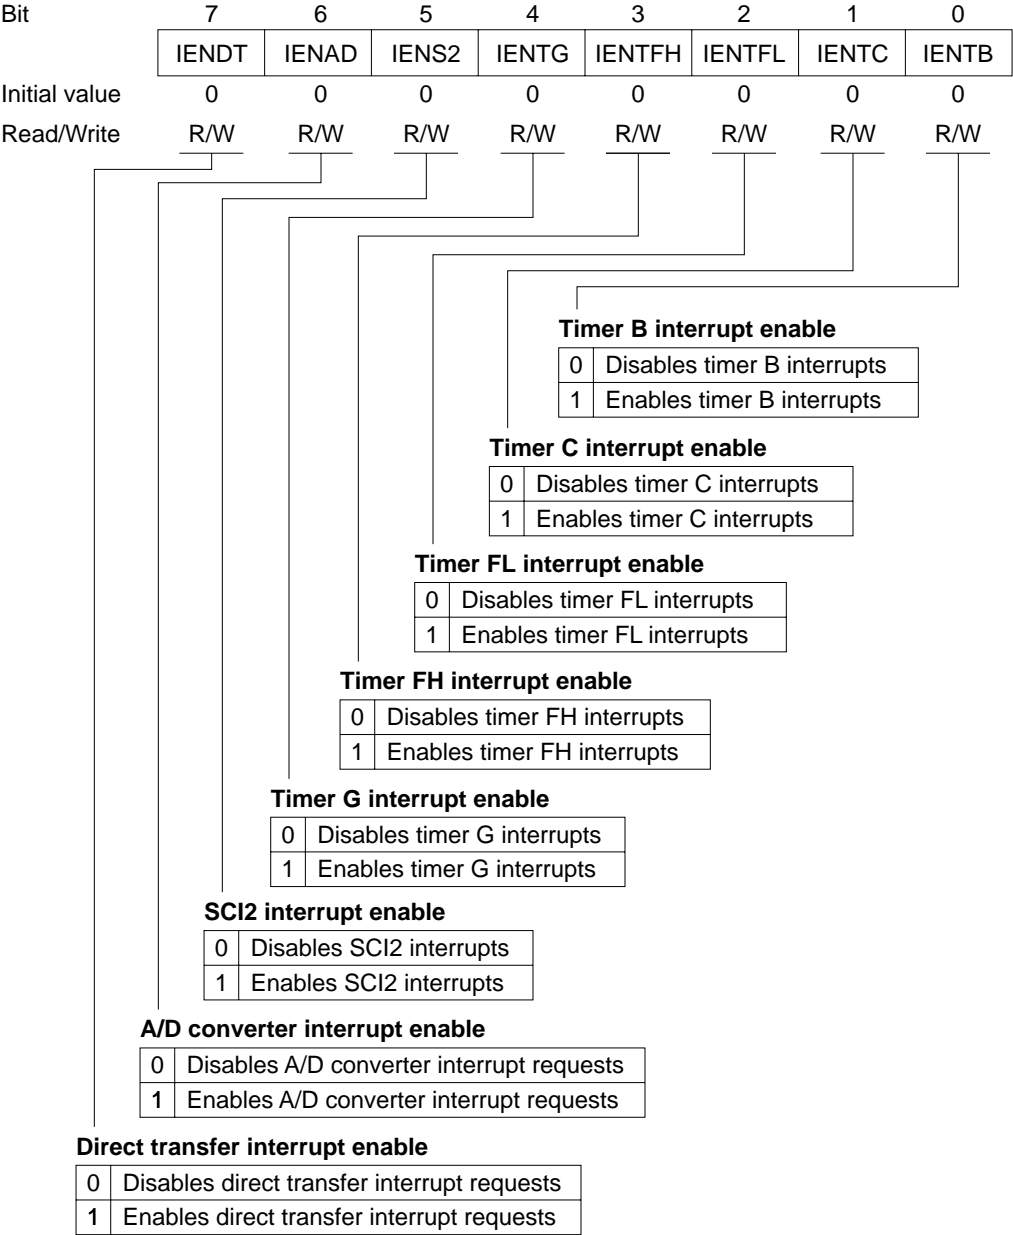 Bit 7 6 5 4 3 2 1 0
IENDT IENAD IENS2 IENTG IENTFH IENTFL IENTC IENTB
Initial value 0 0 0 0 0 0 0 0
Read/Write R/W R/W R/W R/W R/W R/W R/W R/W
Timer B interrupt enable
0 Disables timer B interrupts
1 Enables timer B interrupts
Timer C interrupt enable
0 Disables timer C interrupts
1 Enables timer C interrupts
Timer FL interrupt enable
0 Disables timer FL interrupts
1 Enables timer FL interrupts
Timer FH interrupt enable
0 Disables timer FH interrupts
1 Enables timer FH interrupts
Timer G interrupt enable
0 Disables timer G interrupts
1 Enables timer G interrupts
SCI2 interrupt enable
0 Disables SCI2 interrupts
1 Enables SCI2 interrupts
A/D converter interrupt enable
0 Disables A/D converter interrupt requests
1 Enables A/D converter interrupt requests
Direct transfer interrupt enable
0 Disables direct transfer interrupt requests
1 Enables direct transfer interrupt requests